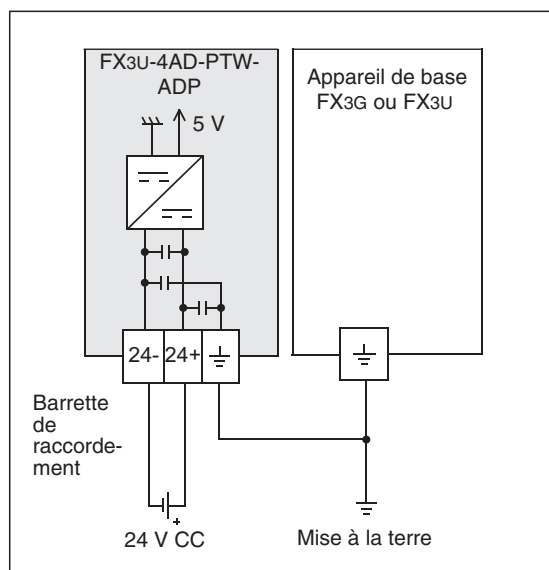 FX3U-4AD-PTW-
ADP
5 V
Appareil de base
FX3G ou FX3U
24- 24+
Barrette
de
raccorde-
ment
+
24 V CC
Mise à la terre